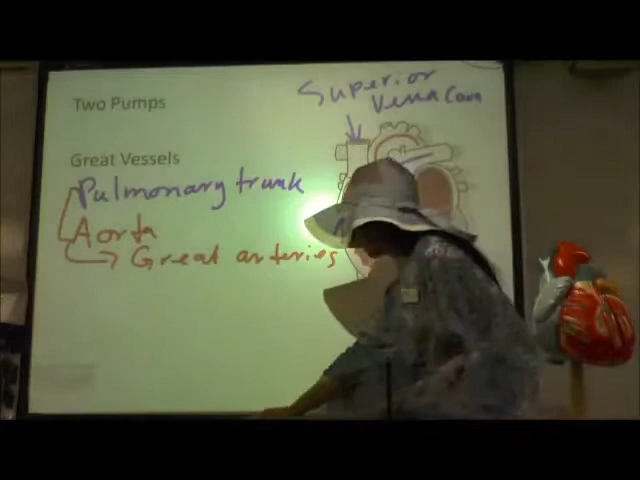 Superior
Vena Cava
Two Pumps
Great Vessels
Pulmonary trunk
Aorta
Great arteries